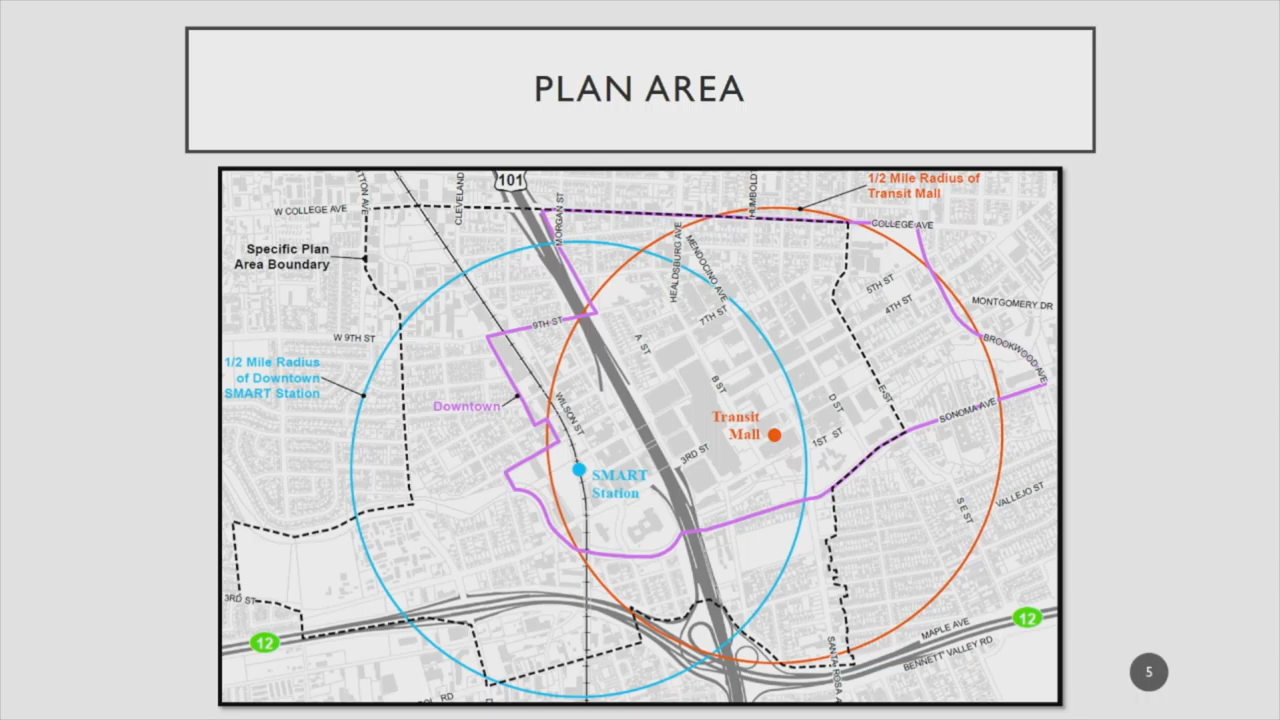 PLAN AREA
101
1/2 Mile Radius of
Transit Mall
W COLLEGE AVE
CLEVELAND
MORGAN ST
HUMBOLDT
COLLEGE AVE
HEALDSBURG AVE
MENDOCINO AVE
Specific Plan
Area Boundary
5TH ST
4TH ST
MONTGOMERY DR
7TH ST
9TH ST
W 9TH ST
A ST
BROOKWOOD AVE
1/2 Mile Radius
of Downtown
SMART Station
B ST
E ST
D ST
Downtown
WILSON ST
SONOMA AVE
Transit
Mall
1ST ST
3RD ST
SMART
Station
S E ST
VALLEJO ST
3RD ST
12
12
MAPLE AVE
BENNETT VALLEY RD
SANTA ROSA A
RD
5